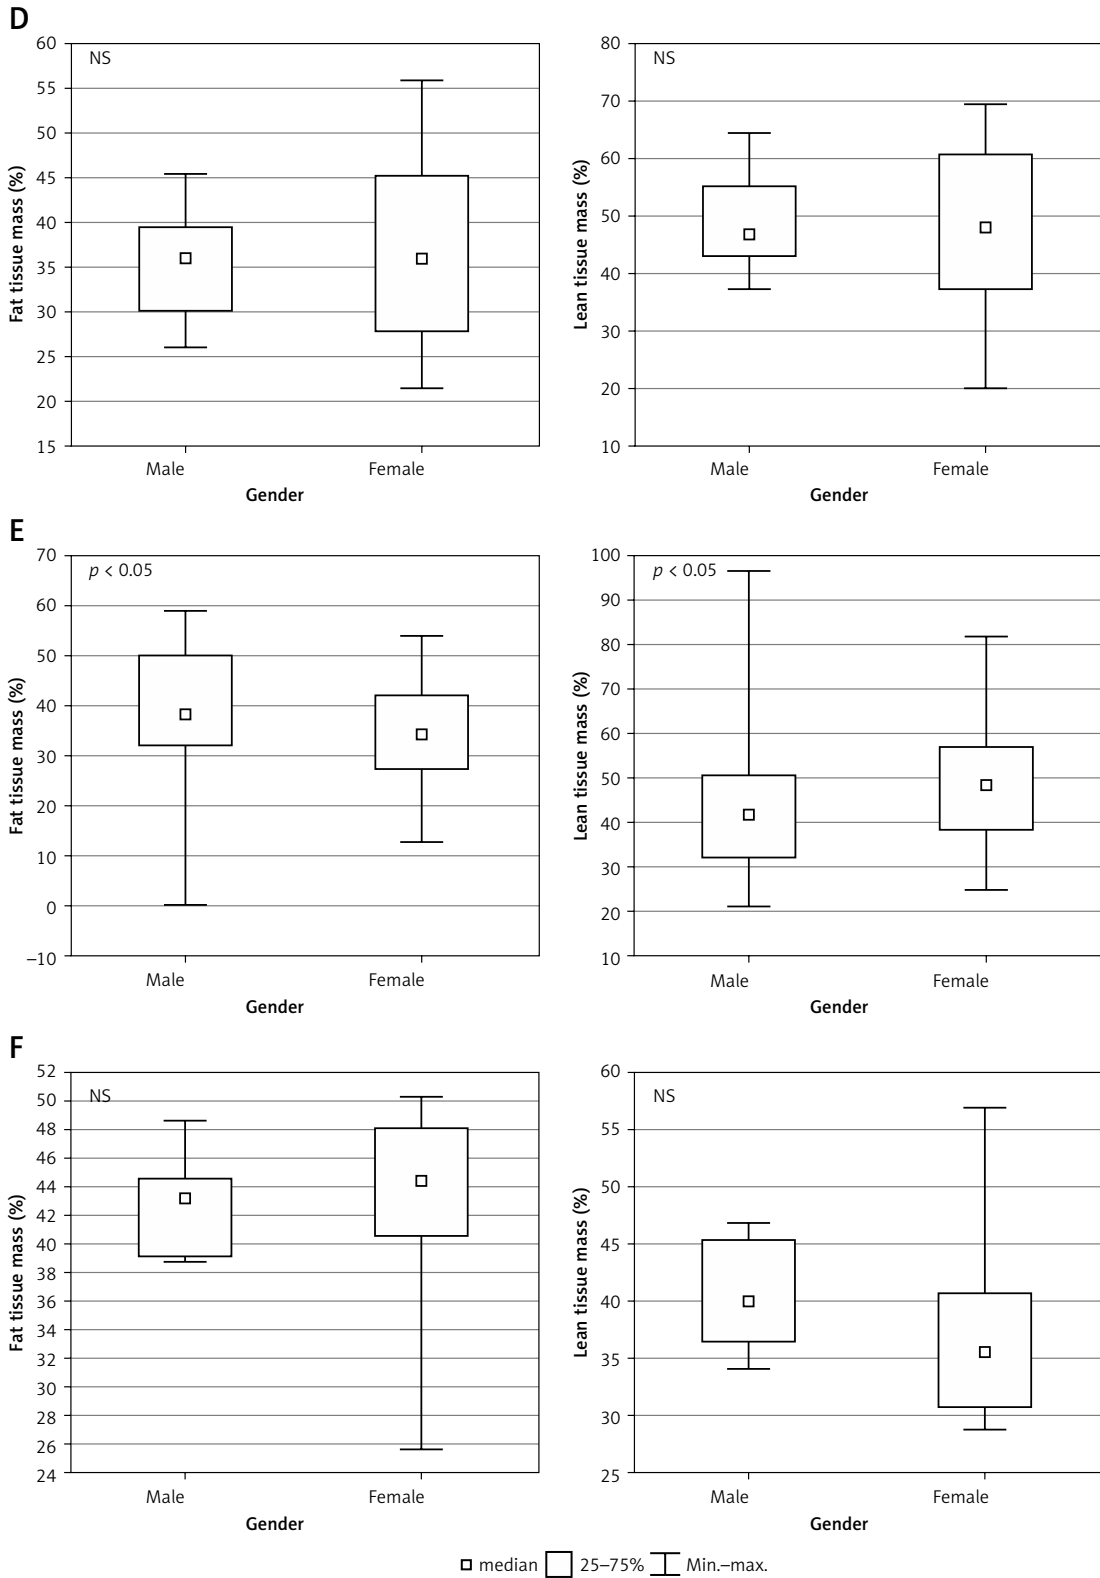 D
60
55
50
45
40
35
30
25
20
15
NS
Fat tissue mass (%)
Male Female
Gender
80
70
60
50
40
30
20
10
NS
Lean tissue mass (%)
Male Female
Gender
E
70
60
50
40
30
20
10
0
–10
p < 0.05
Fat tissue mass (%)
Male Female
Gender
100
90
80
70
60
50
40
30
20
10
p < 0.05
Lean tissue mass (%)
Male Female
Gender
F
52
50
48
46
44
42
40
38
36
34
32
30
28
26
24
NS
Fat tissue mass (%)
Male Female
Gender
60
55
50
45
40
35
30
25
NS
Lean tissue mass (%)
Male Female
Gender
median 25–75% Min.–max.